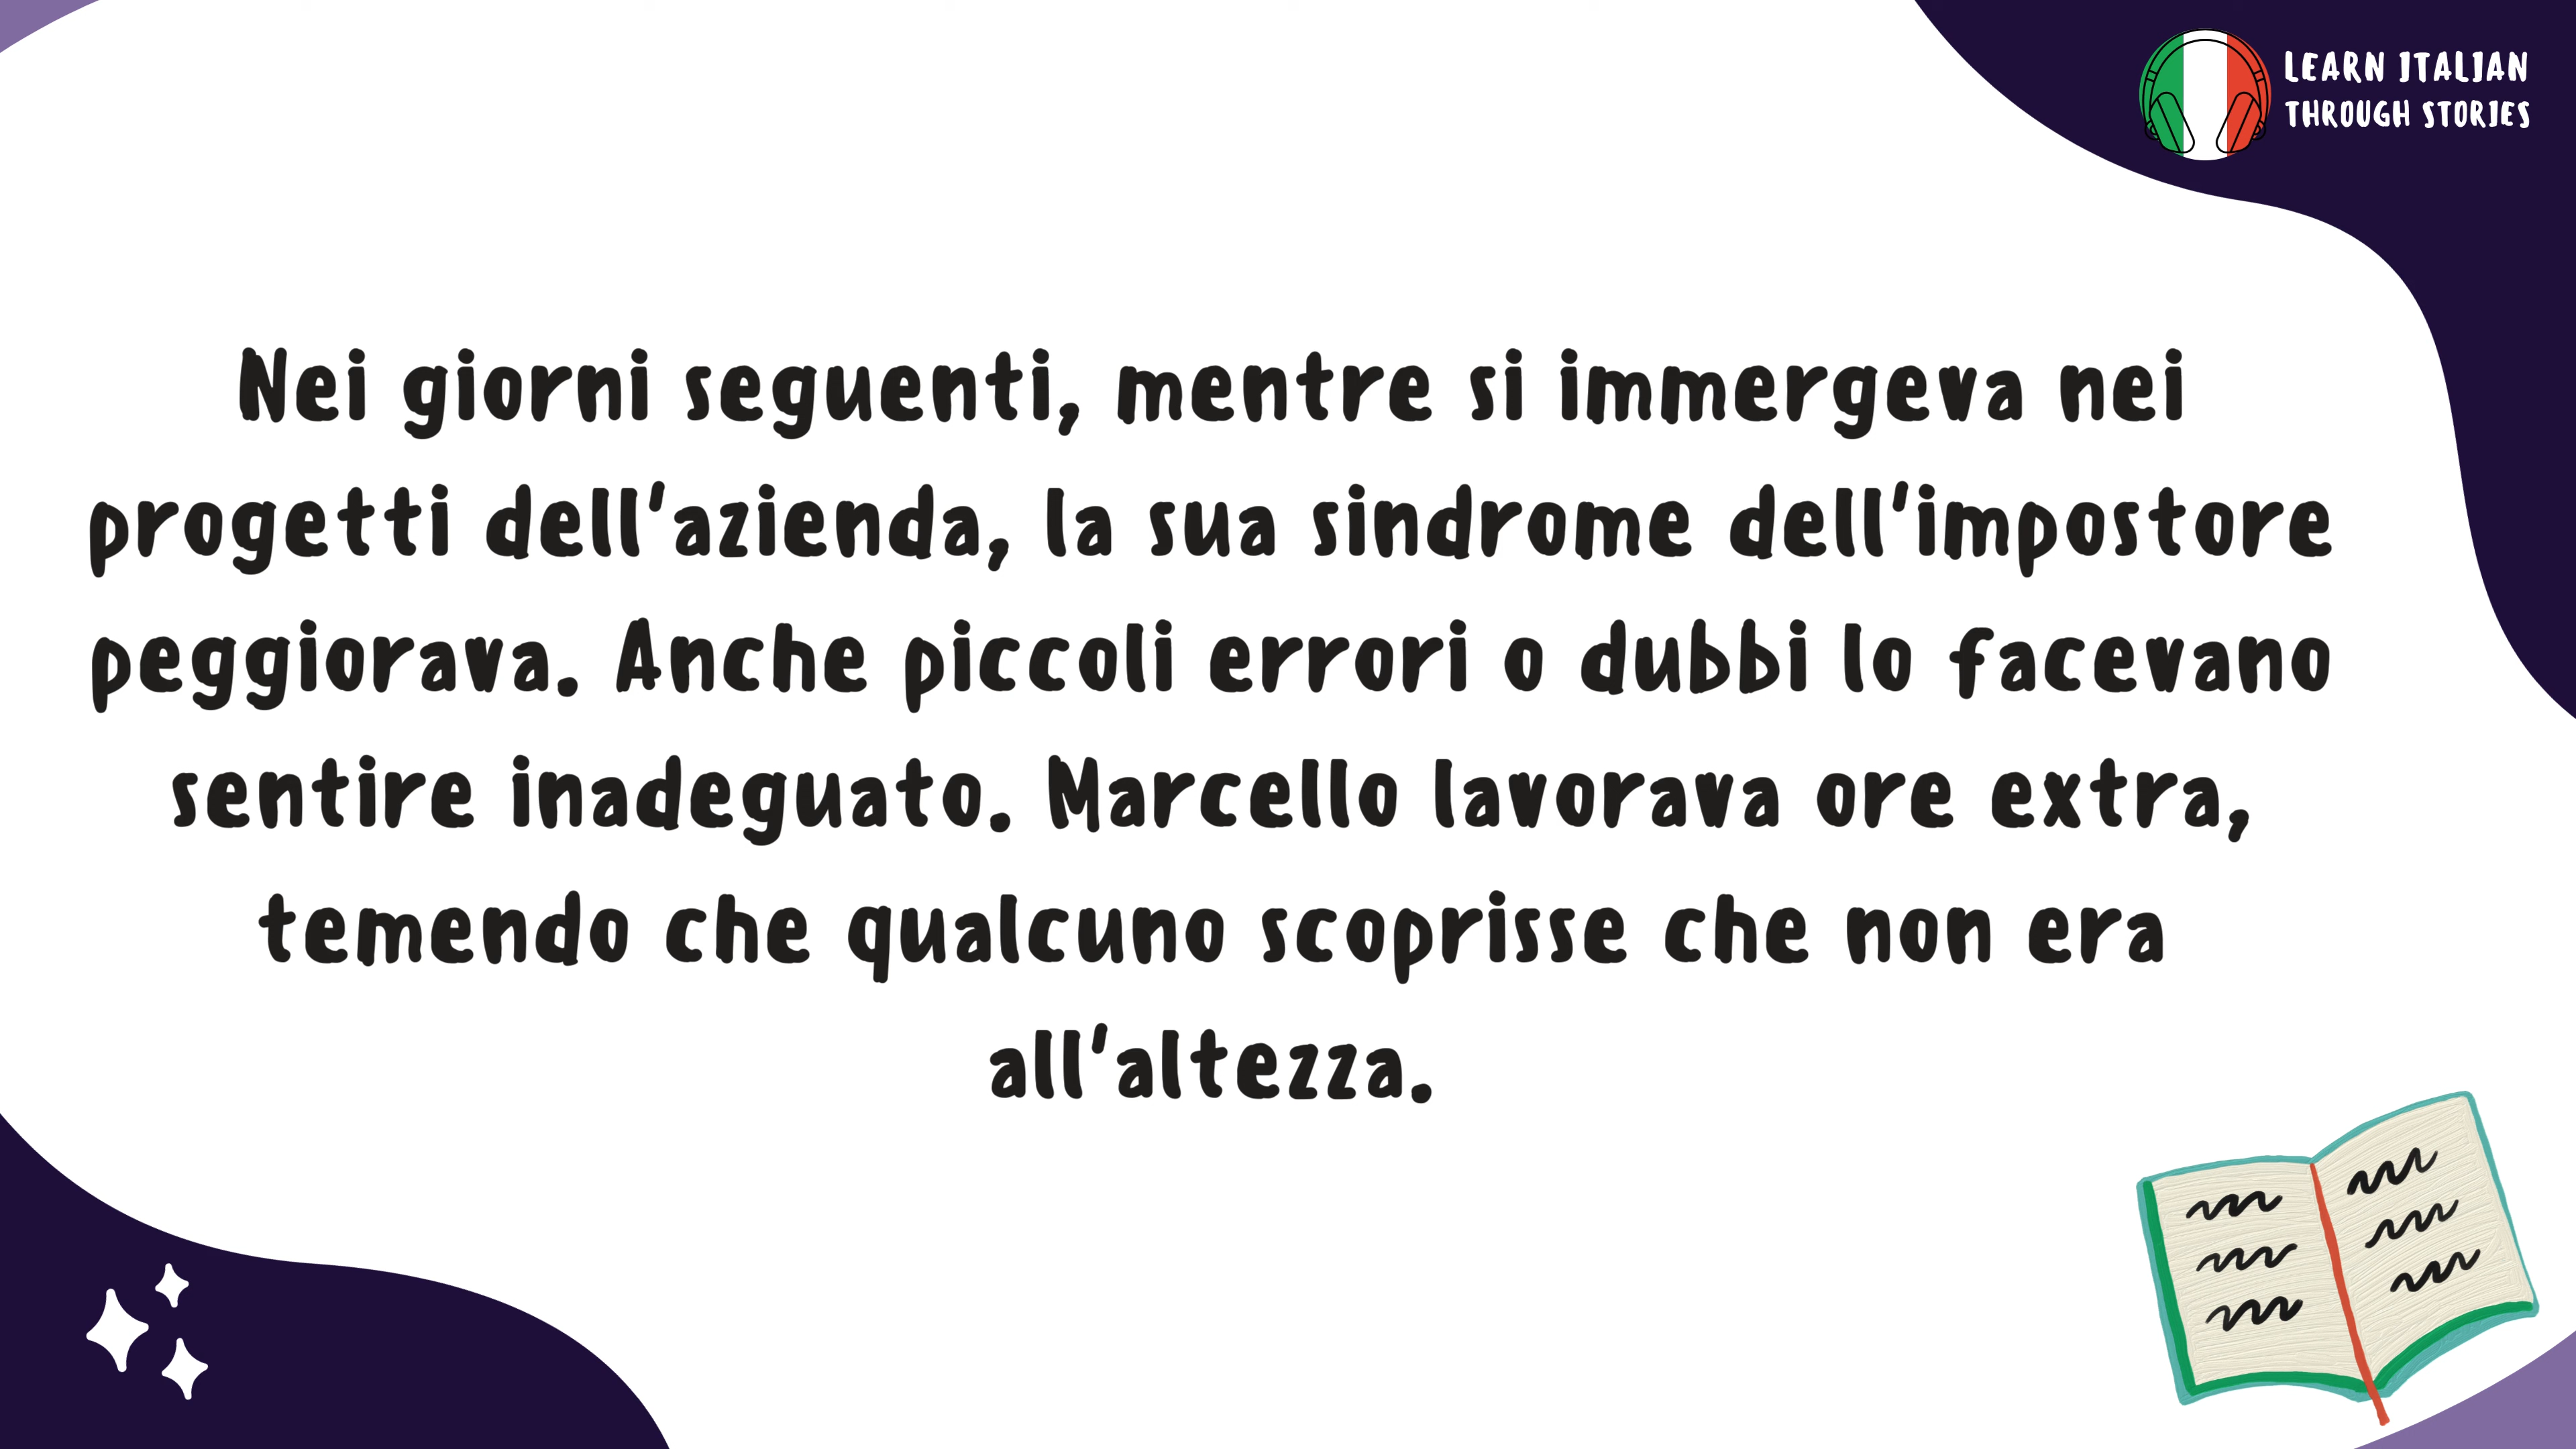 LEARN ITALIAN
THROUGH STORIES
Nei giorni seguenti, mentre si immergeva nei
progetti dell'azienda, la sua sindrome dell'impostore
peggiorava. Anche piccoli errori o dubbi lo facevano
sentire inadeguato. Marcello lavorava ore extra,
temendo che qualcuno scoprisse che non era
all'altezza.